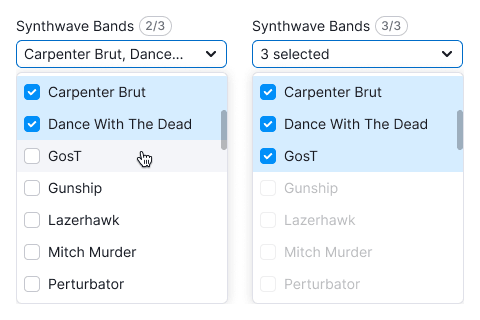 Synthwave Bands 2/3
Carpenter Brut, Dance...
Carpenter Brut
Dance With The Dead
GosT
Gunship
Lazerhawk
Mitch Murder
Perturbator
Synthwave Bands 3/3
3 selected
Carpenter Brut
Dance With The Dead
GosT
Gunship
Lazerhawk
Mitch Murder
Perturbator